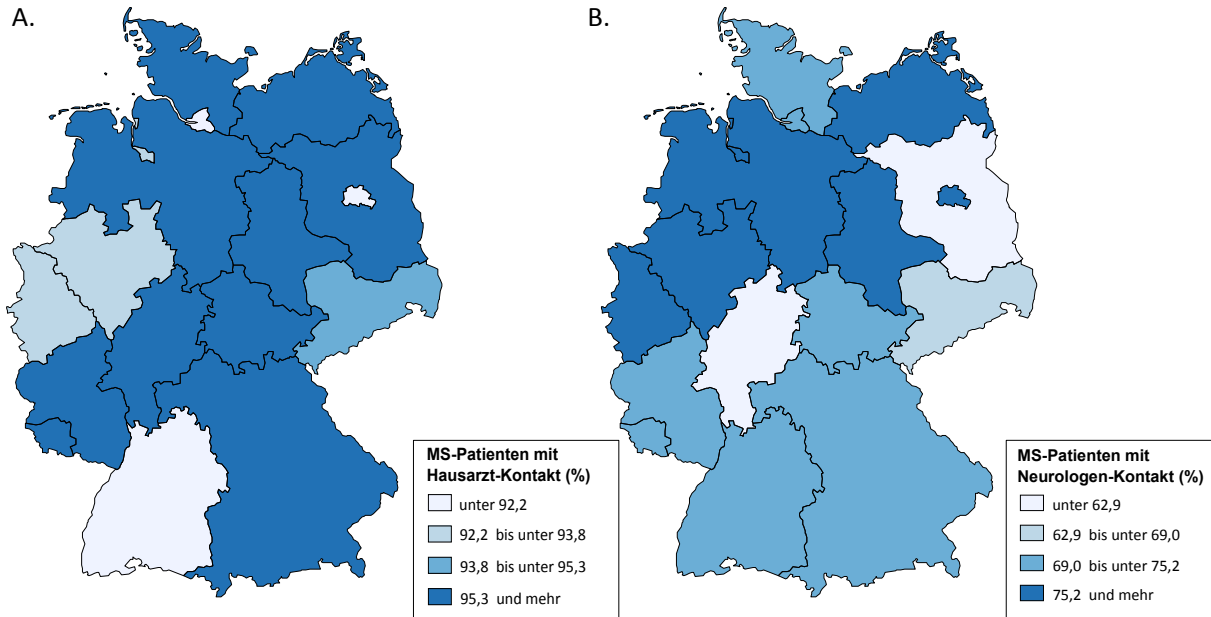 A.
B.
MS-Patienten mit
Hausarzt-Kontakt (%)
unter 92,2
92,2 bis unter 93,8
93,8 bis unter 95,3
95,3 und mehr
MS-Patienten mit
Neurologen-Kontakt (%)
unter 62,9
62,9 bis unter 69,0
69,0 bis unter 75,2
75,2 und mehr